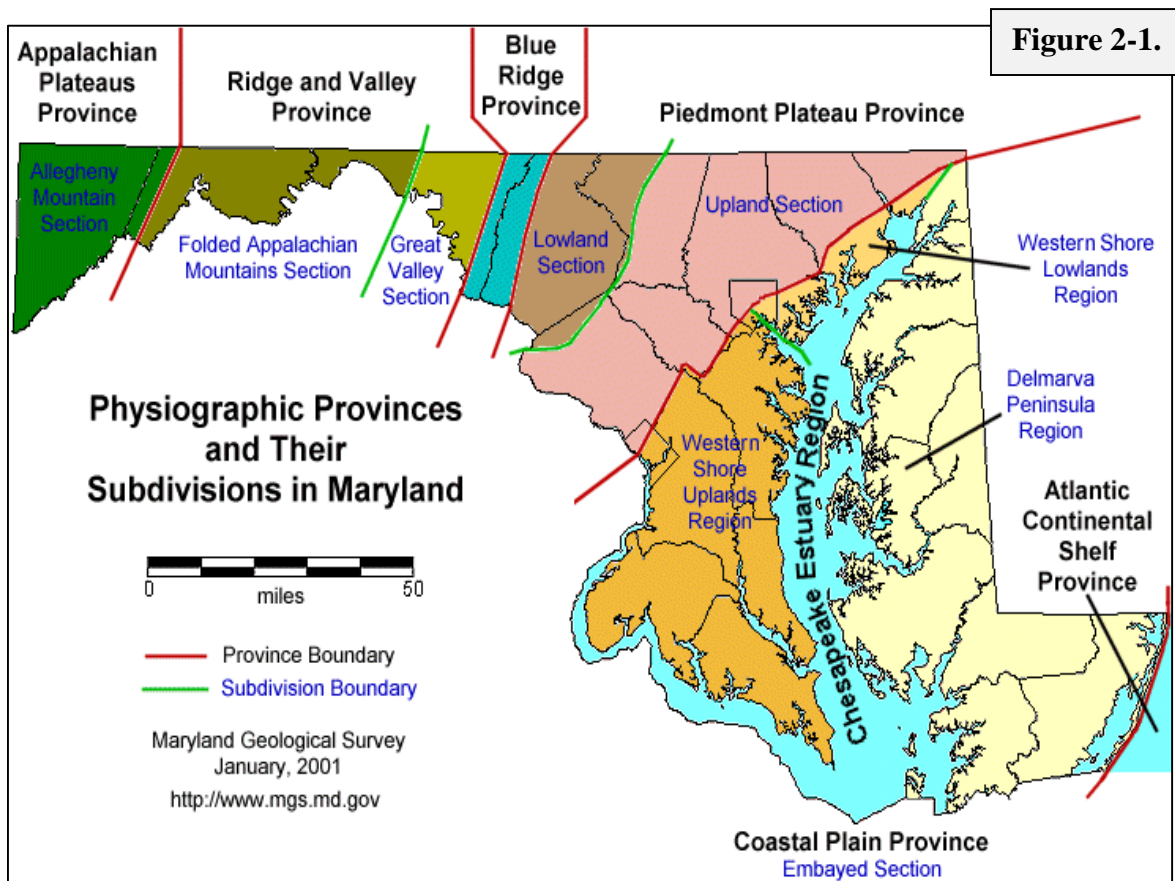 Figure 2-1.
Appalachian
Plateaus
Province
Ridge and Valley
Province
Blue
Ridge
Province
Piedmont Plateau Province
Allegheny
Mountain
Section
Folded Appalachian
Mountains Section
Great
Valley
Section
Lowland
Section
Upland Section
Western Shore
Lowlands
Region
Delmarva
Peninsula
Region
Western
Shore
Uplands
Region
Chesapeake Estuary Region
Atlantic
Continental
Shelf
Province
Physiographic Provinces
and Their
Subdivisions in Maryland
0 50
miles
Province Boundary
Subdivision Boundary
Maryland Geological Survey
January, 2001
http://www.mgs.md.gov
Coastal Plain Province
Embayed Section